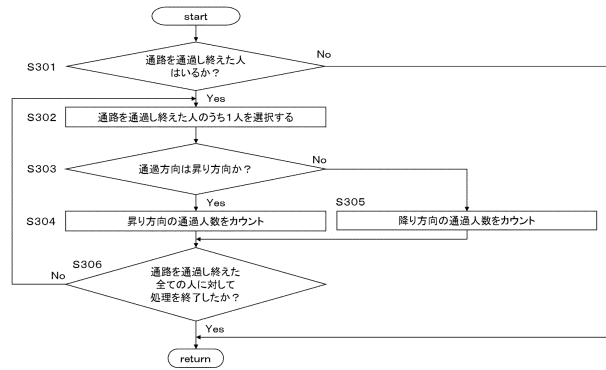 start
S301
通路を通過し終えた人
はいるか？
No
Yes
S302
通路を通過し終えた人のうち1人を選択する
S303
通過方向は昇り方向か？
No
Yes
S304
昇り方向の通過人数をカウント
S305
降り方向の通過人数をカウント
S306
No
通路を通過し終えた
全ての人に対して
処理を終了したか？
Yes
return